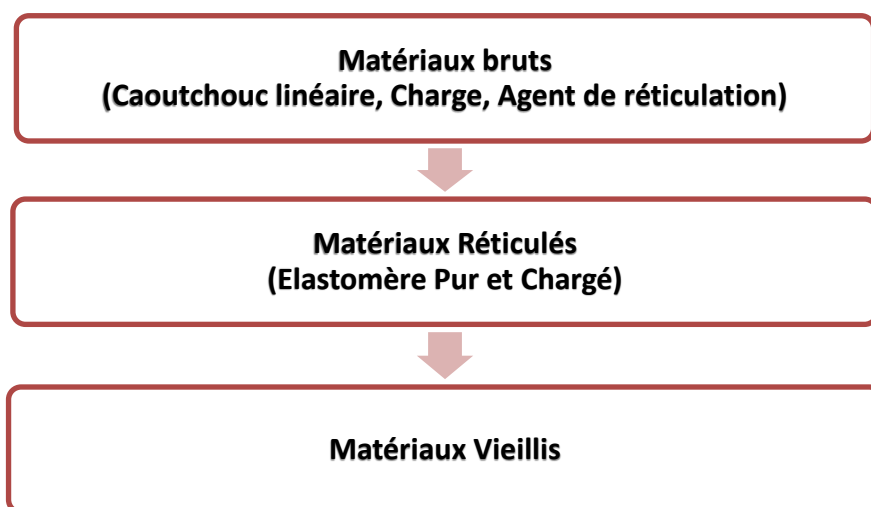 Matériaux bruts
(Caoutchouc linéaire, Charge, Agent de réticulation)
Matériaux Réticulés
(Elastomère Pur et Chargé)
Matériaux Vieillis